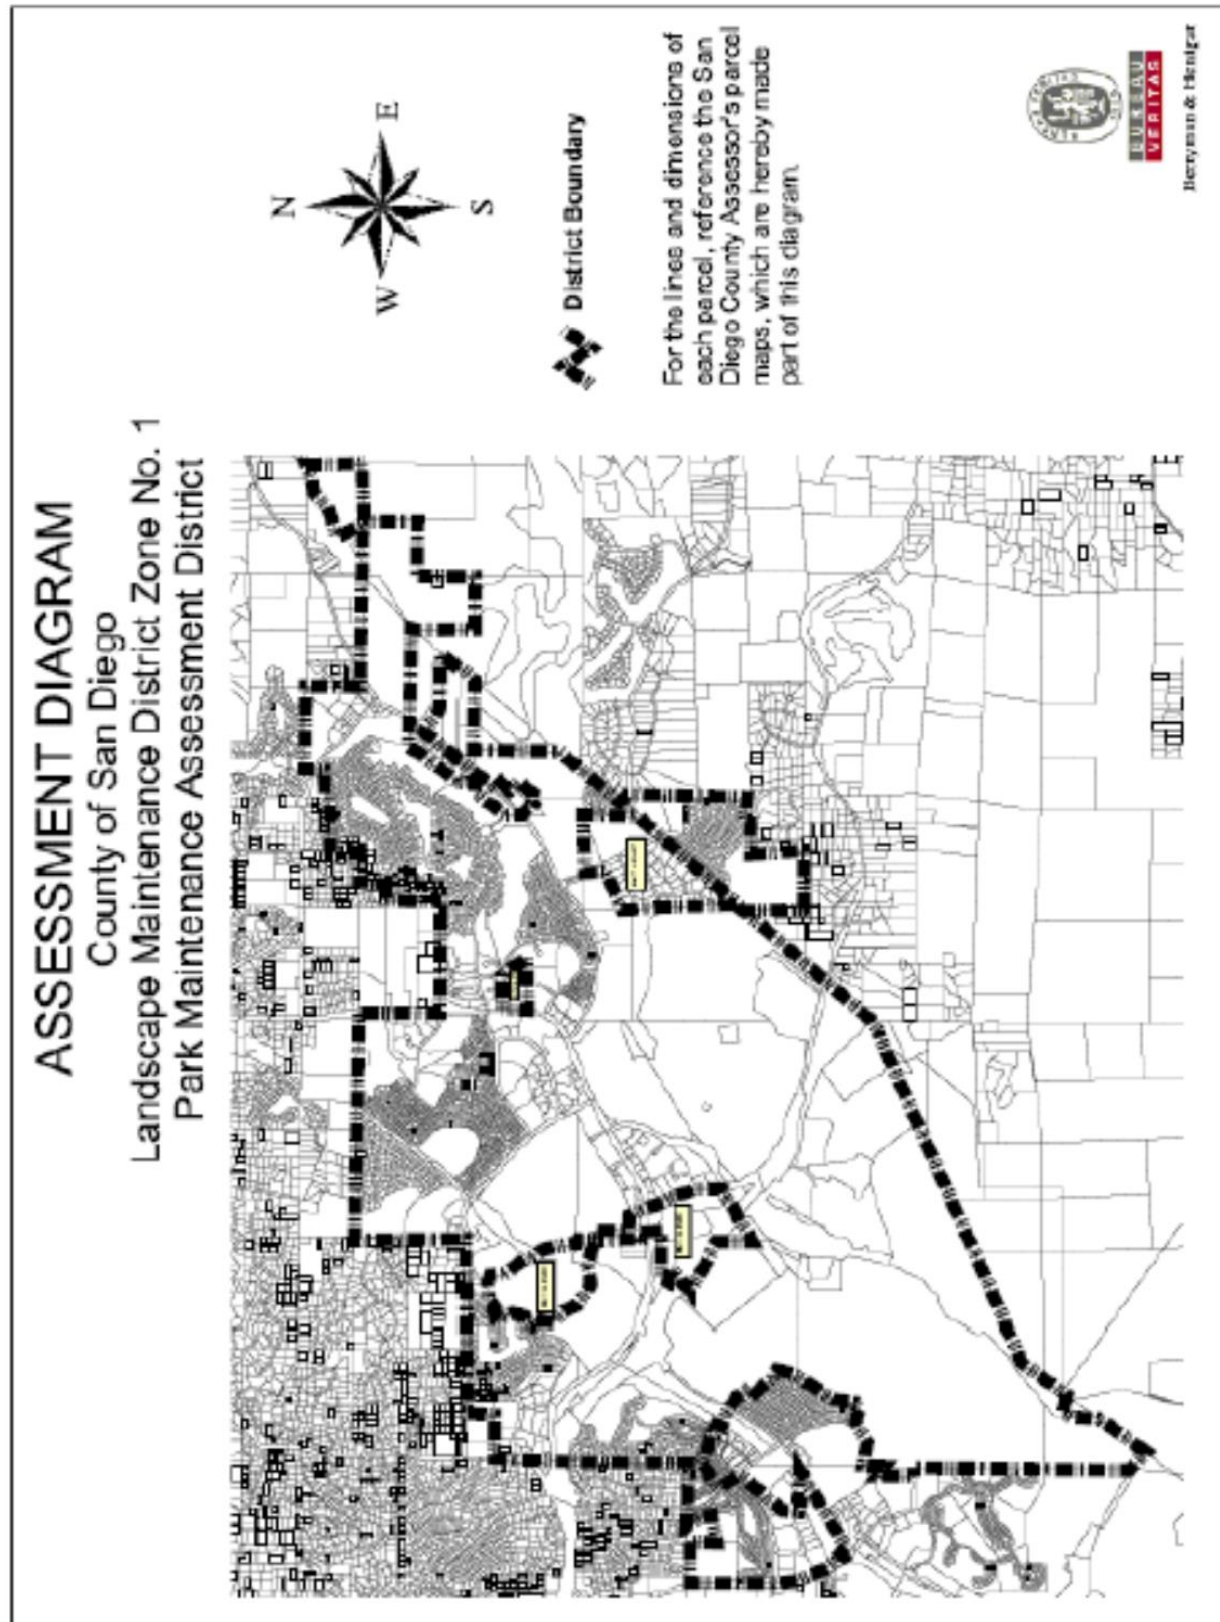 ASSESSMENT DIAGRAM
County of San Diego
Landscape Maintenance District Zone No. 1
Park Maintenance Assessment District
N
W
E
S
District Boundary
For the lines and dimensions of
each parcel, reference the San
Diego County Assessor's parcel
maps, which are hereby made
part of this diagram.
BUREAU
VERITAS
Berryman & Henigar